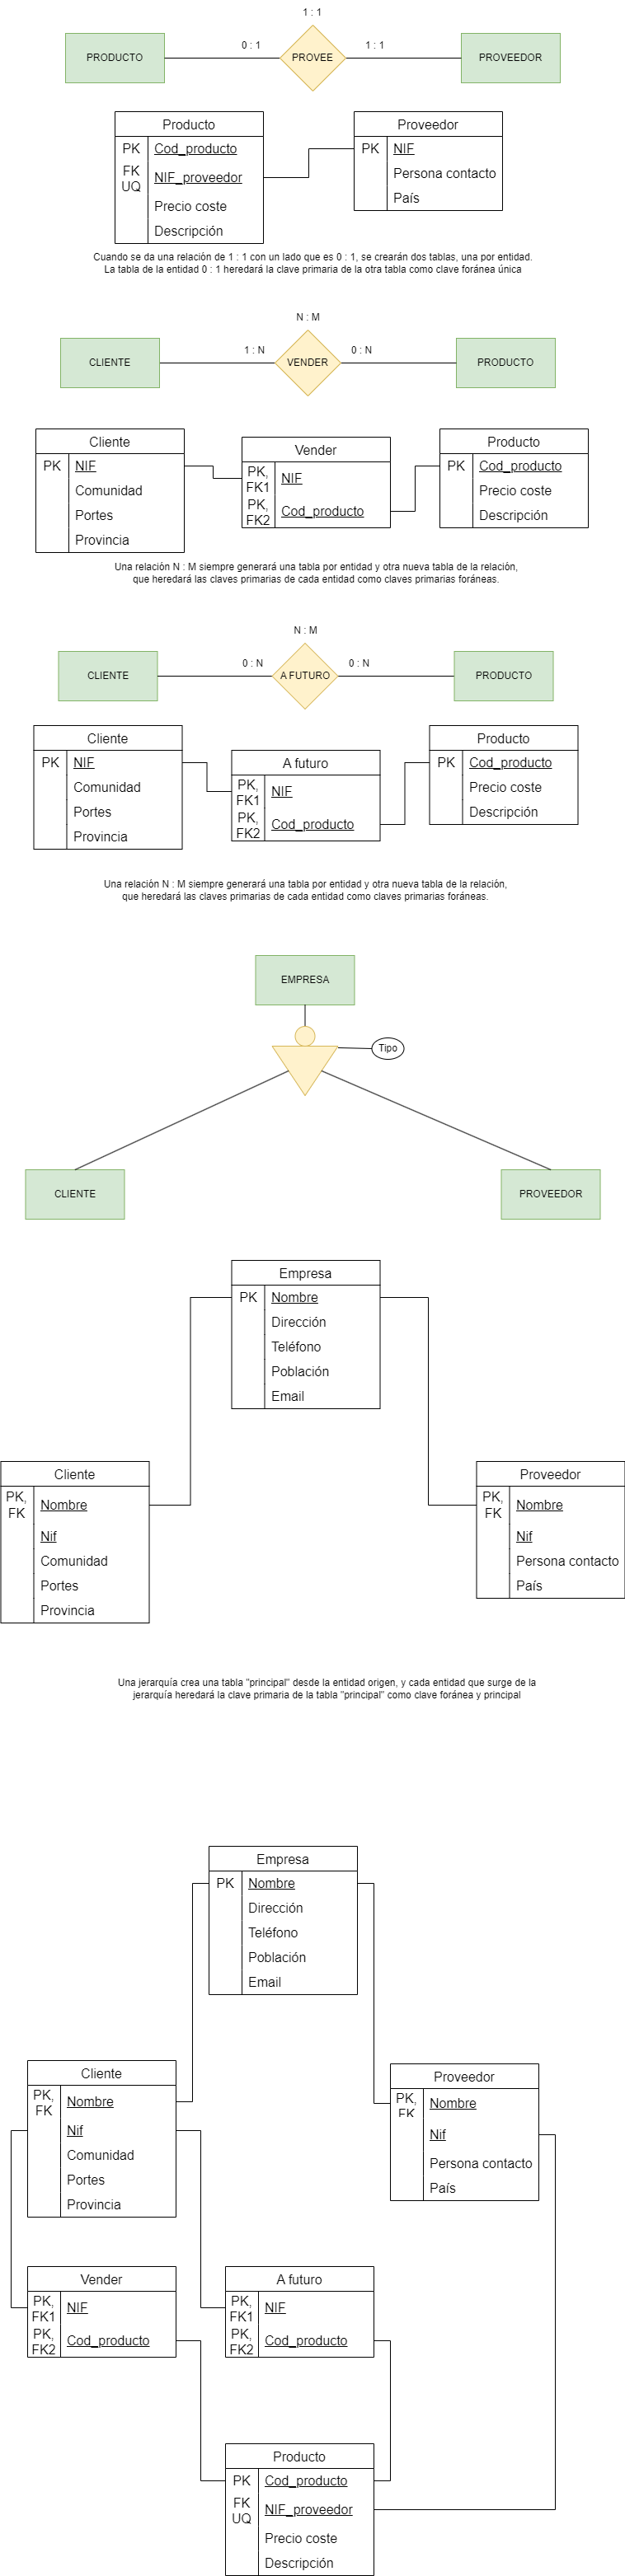 1 : 1
PRODUCTO
0 : 1
PROVEE
1 : 1
PROVEEDOR
Producto
PK
Cod_producto
FK
UQ
NIF_proveedor
Precio coste
Descripción
Proveedor
PK
NIF
Persona contacto
País
Cuando se da una relación de 1 : 1 con un lado que es 0 : 1, se crearán dos tablas, una por entidad.
La tabla de la entidad 0 : 1 heredará la clave primaria de la otra tabla como clave foránea única
N : M
CLIENTE
1 : N
VENDER
0 : N
PRODUCTO
Cliente
PK
NIF
Comunidad
Portes
Provincia
Vender
PK,
FK1
NIF
PK,
FK2
Cod_producto
Producto
PK
Cod_producto
Precio coste
Descripción
Una relación N : M siempre generará una tabla por entidad y otra nueva tabla de la relación,
que heredará las claves primarias de cada entidad como claves primarias foráneas.
N : M
CLIENTE
0 : N
A FUTURO
0 : N
PRODUCTO
Cliente
PK
NIF
Comunidad
Portes
Provincia
A futuro
PK,
FK1
NIF
PK,
FK2
Cod_producto
Producto
PK
Cod_producto
Precio coste
Descripción
Una relación N : M siempre generará una tabla por entidad y otra nueva tabla de la relación,
que heredará las claves primarias de cada entidad como claves primarias foráneas.
EMPRESA
Tipo
CLIENTE
PROVEEDOR
Empresa
PK
Nombre
Dirección
Teléfono
Población
Email
Cliente
PK,
FK
Nombre
Nif
Comunidad
Portes
Provincia
Proveedor
PK,
FK
Nombre
Nif
Persona contacto
País
Una jerarquía crea una tabla "principal" desde la entidad origen, y cada entidad que surge de la
jerarquía heredará la clave primaria de la tabla "principal" como clave foránea y principal
Empresa
PK
Nombre
Dirección
Teléfono
Población
Email
Cliente
PK,
FK
Nombre
Nif
Comunidad
Portes
Provincia
Proveedor
PK,
FK
Nombre
Nif
Persona contacto
País
Vender
PK,
FK1
NIF
PK,
FK2
Cod_producto
A futuro
PK,
FK1
NIF
PK,
FK2
Cod_producto
Producto
PK
Cod_producto
FK
UQ
NIF_proveedor
Precio coste
Descripción